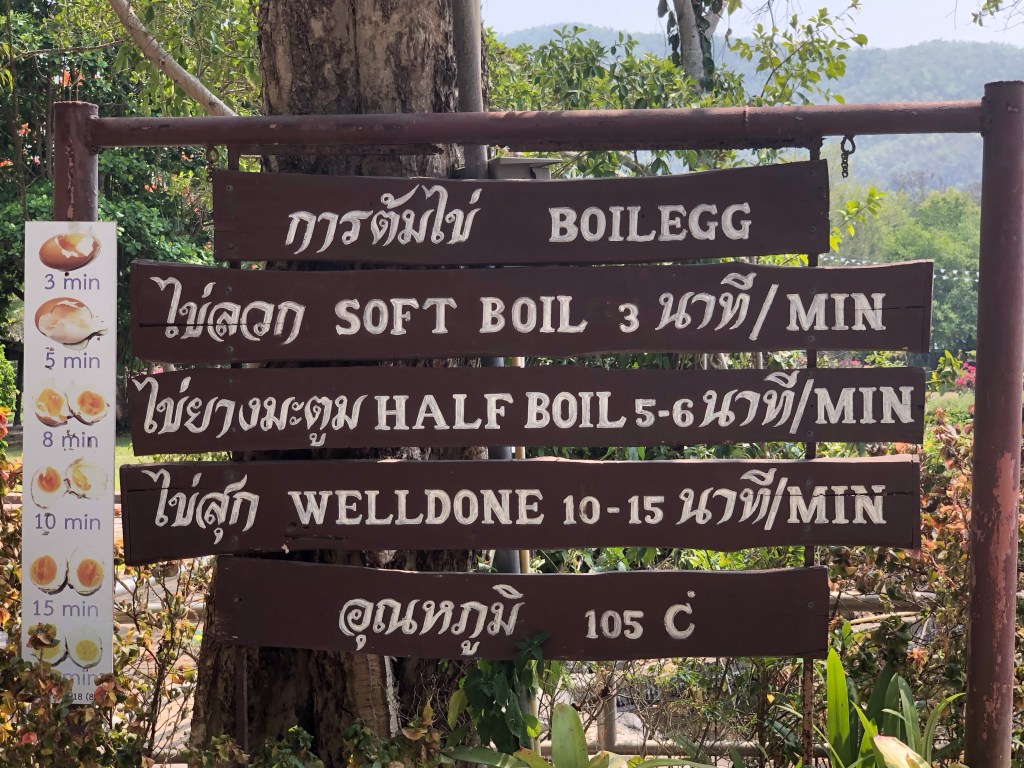 การต้มไข่ BOILEGG
ไข่ลวก SOFT BOIL 3 นาที/ MIN
ไข่ยางมะตูม HALF BOIL 5-6 นาที/MIN
ไข่สุก WELLDONE 10-15 นาที/MIN
อุณหภูมิ 105 C
3 min
5 min
8 min
10 min
15 min
min